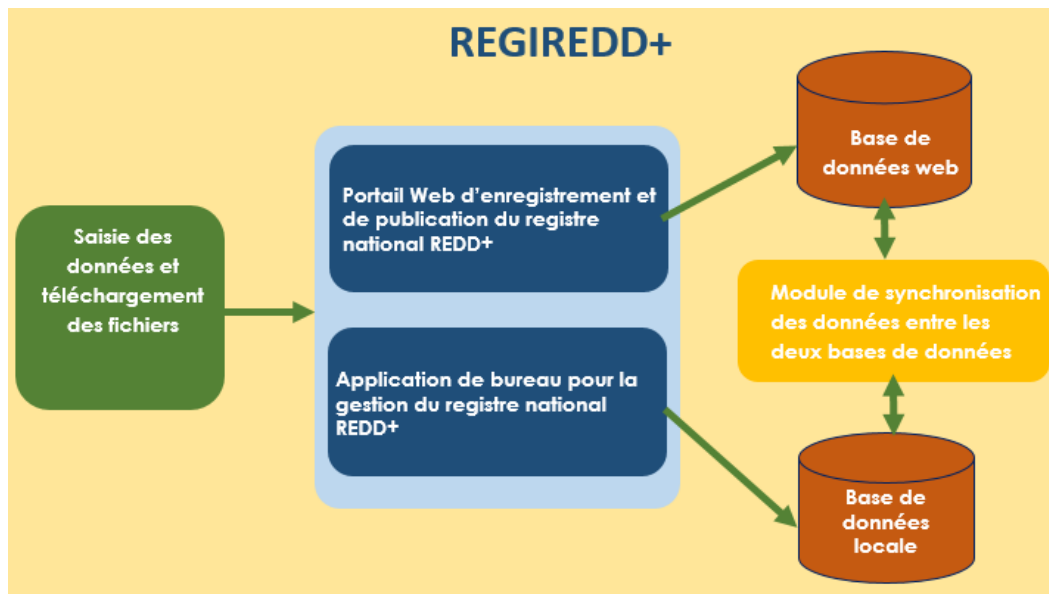 REGIREDD+
Saisie des
données et
téléchargement
des fichiers
Portail Web d'enregistrement et
de publication du registre
national REDD+
Application de bureau pour la
gestion du registre national
REDD+
Base de
données web
Module de synchronisation
des données entre les
deux bases de données
Base de
données
locale